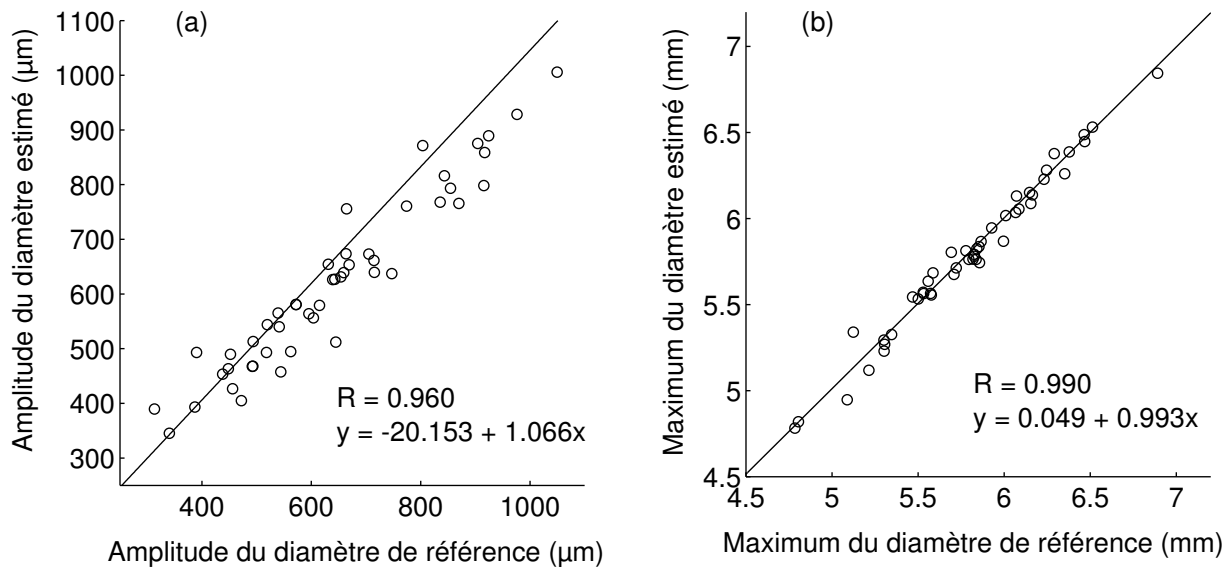 (a)
Amplitude du diamètre estimé (µm)
1100
1000
900
800
700
600
500
400
300
R = 0.960
y = -20.153 + 1.066x
400 600 800 1000
Amplitude du diamètre de référence (µm)
(b)
Maximum du diamètre estimé (mm)
7
6.5
6
5.5
5
4.5
R = 0.990
y = 0.049 + 0.993x
4.5 5 5.5 6 6.5 7
Maximum du diamètre de référence (mm)